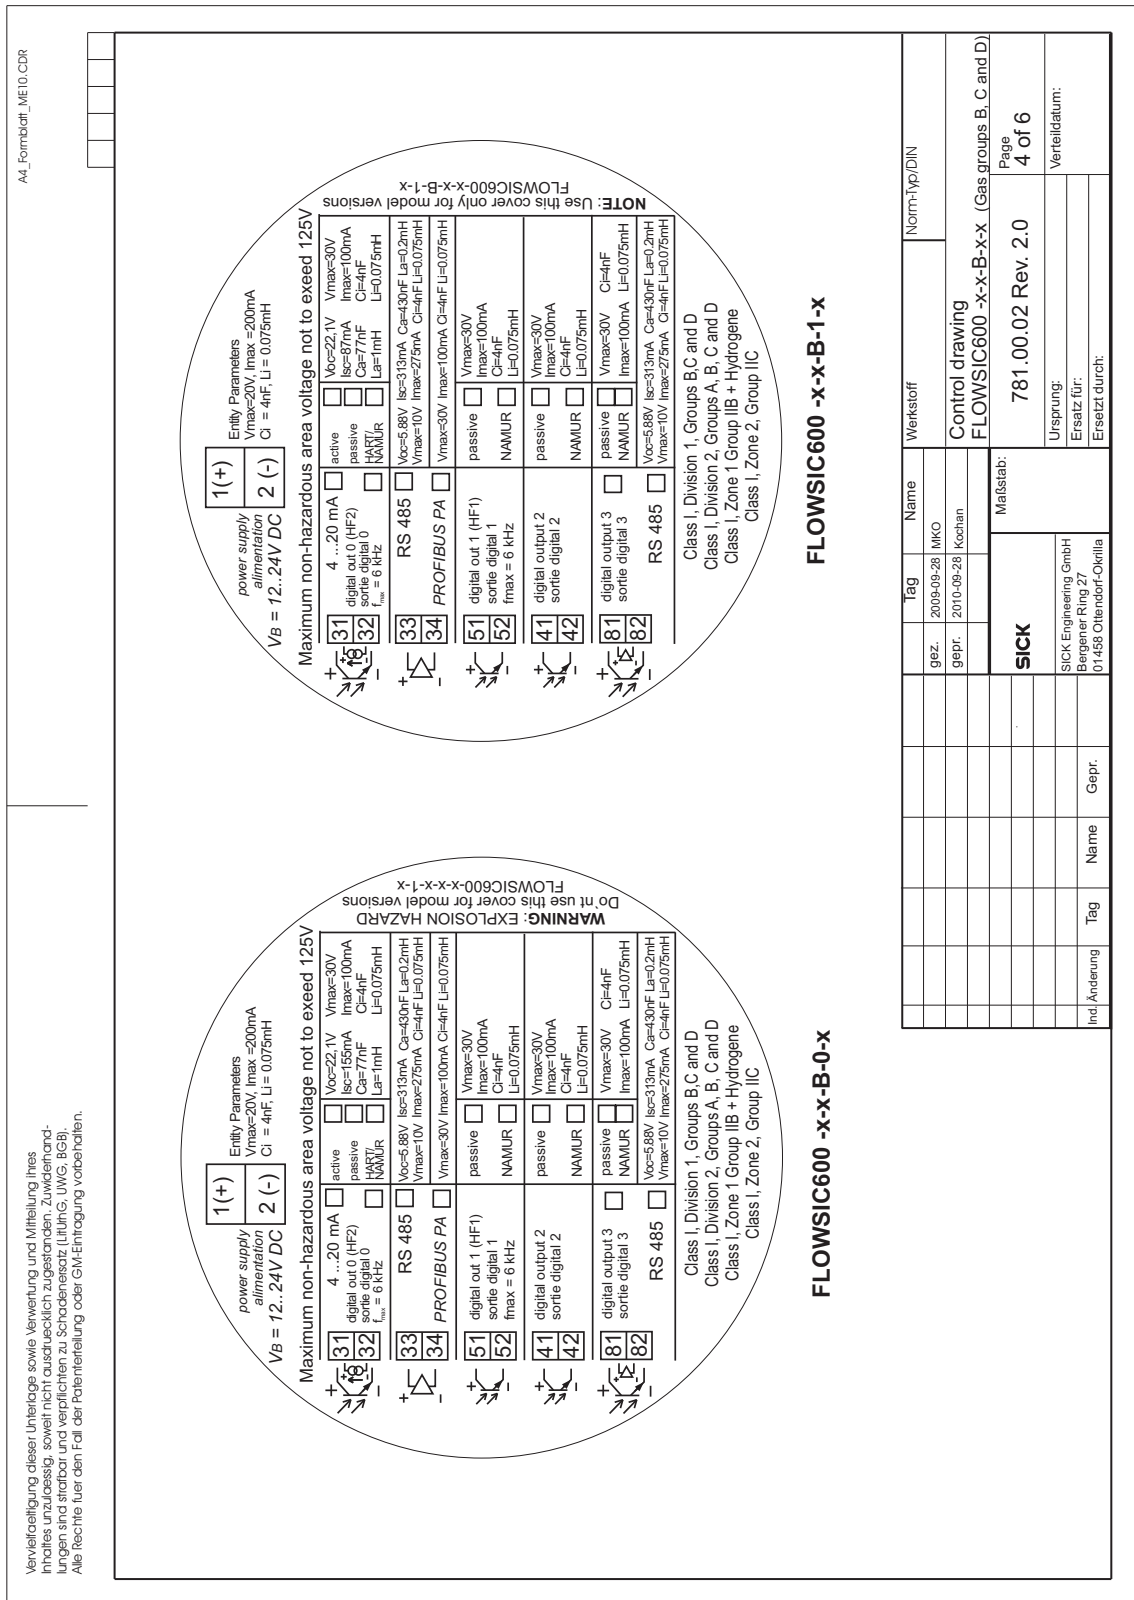 A4_Formblatt_ME10.CDR
Vervielfaeltigung dieser Unterlage sowie Verwertung und Mitteilung ihres
Inhaltes unzulaessig, soweit nicht ausdruecklich zugestanden. Zuwiderhand-
lungen sind strafbar und verpflichten zu Schadenersatz (LitUrhG, UWG, BGB).
Alle Rechte fuer den Fall der Patenterteilung oder GM-Eintragung vorbehalten.
power supply
alimentation
VB = 12...24V DC
1(+)
2 (-)
Entity Parameters
Vmax=20V, Imax =200mA
Ci = 4nF, Li = 0.075mH
Maximum non-hazardous area voltage not to exeed 125V
31
32
4 ...20 mA
digital out 0 (HF2)
sortie digital 0
fmax = 6 kHz
active
passive
HART/
NAMUR
Voc=22,1V Vmax=30V
Isc=155mA Imax=100mA
Ca=77nF Ci=4nF
La=1mH Li=0.075mH
33
34
RS 485
Voc=5.88V Isc=313mA Ca=430nF La=0.2mH
Vmax=10V Imax=275mA Ci=4nF Li=0.075mH
PROFIBUS PA
Vmax=30V Imax=100mA Ci=4nF Li=0.075mH
51
52
digital out 1 (HF1)
sortie digital 1
fmax = 6 kHz
passive
NAMUR
Vmax=30V
Imax=100mA
Ci=4nF
Li=0.075mH
41
42
digital output 2
sortie digital 2
passive
NAMUR
Vmax=30V
Imax=100mA
Ci=4nF
Li=0.075mH
81
82
digital output 3
sortie digital 3
passive
NAMUR
Vmax=30V Ci=4nF
Imax=100mA Li=0.075mH
RS 485
Voc=5.88V Isc=313mA Ca=430nF La=0.2mH
Vmax=10V Imax=275mA Ci=4nF Li=0.075mH
Class I, Division 1, Groups B,C and D
Class I, Division 2, Groups A, B, C and D
Class I, Zone 1 Group IIB + Hydrogene
Class I, Zone 2, Group IIC
WARNING: EXPLOSION HAZARD
Do`nt use this cover for model versions
FLOWSIC600-x-x-x-1-x
FLOWSIC600 -x-x-B-0-x
power supply
alimentation
VB = 12...24V DC
1(+)
2 (-)
Entity Parameters
Vmax=20V, Imax =200mA
Ci = 4nF, Li = 0.075mH
Maximum non-hazardous area voltage not to exeed 125V
31
32
4 ...20 mA
digital out 0 (HF2)
sortie digital 0
fmax = 6 kHz
active
passive
HART/
NAMUR
Voc=22,1V Vmax=30V
Isc=87mA Imax=100mA
Ca=77nF Ci=4nF
La=1mH Li=0.075mH
33
34
RS 485
Voc=5.88V Isc=313mA Ca=430nF La=0.2mH
Vmax=10V Imax=275mA Ci=4nF Li=0.075mH
PROFIBUS PA
Vmax=30V Imax=100mA Ci=4nF Li=0.075mH
51
52
digital out 1 (HF1)
sortie digital 1
fmax = 6 kHz
passive
NAMUR
Vmax=30V
Imax=100mA
Ci=4nF
Li=0.075mH
41
42
digital output 2
sortie digital 2
passive
NAMUR
Vmax=30V
Imax=100mA
Ci=4nF
Li=0.075mH
81
82
digital output 3
sortie digital 3
passive
NAMUR
Vmax=30V Ci=4nF
Imax=100mA Li=0.075mH
RS 485
Voc=5.88V Isc=313mA Ca=430nF La=0.2mH
Vmax=10V Imax=275mA Ci=4nF Li=0.075mH
Class I, Division 1, Groups B,C and D
Class I, Division 2, Groups A, B, C and D
Class I, Zone 1 Group IIB + Hydrogene
Class I, Zone 2, Group IIC
NOTE: Use this cover only for model versions
FLOWSIC600-x-x-B-1-x
FLOWSIC600 -x-x-B-1-x
Tag Name Werkstoff Norm-Typ/DIN
gez. 2009-09-28 MKO
gepr. 2010-09-28 Kochan
Control drawing
FLOWSIC600 -x-x-B-x-x (Gas groups B, C and D)
SICK
Maßstab:
781.00.02 Rev. 2.0
Page
4 of 6
SICK Engineering GmbH
Bergener Ring 27
01458 Ottendorf-Okrilla
Ursprung:
Ersatz für:
Ersetzt durch:
Verteildatum:
Ind. Änderung Tag Name Gepr.